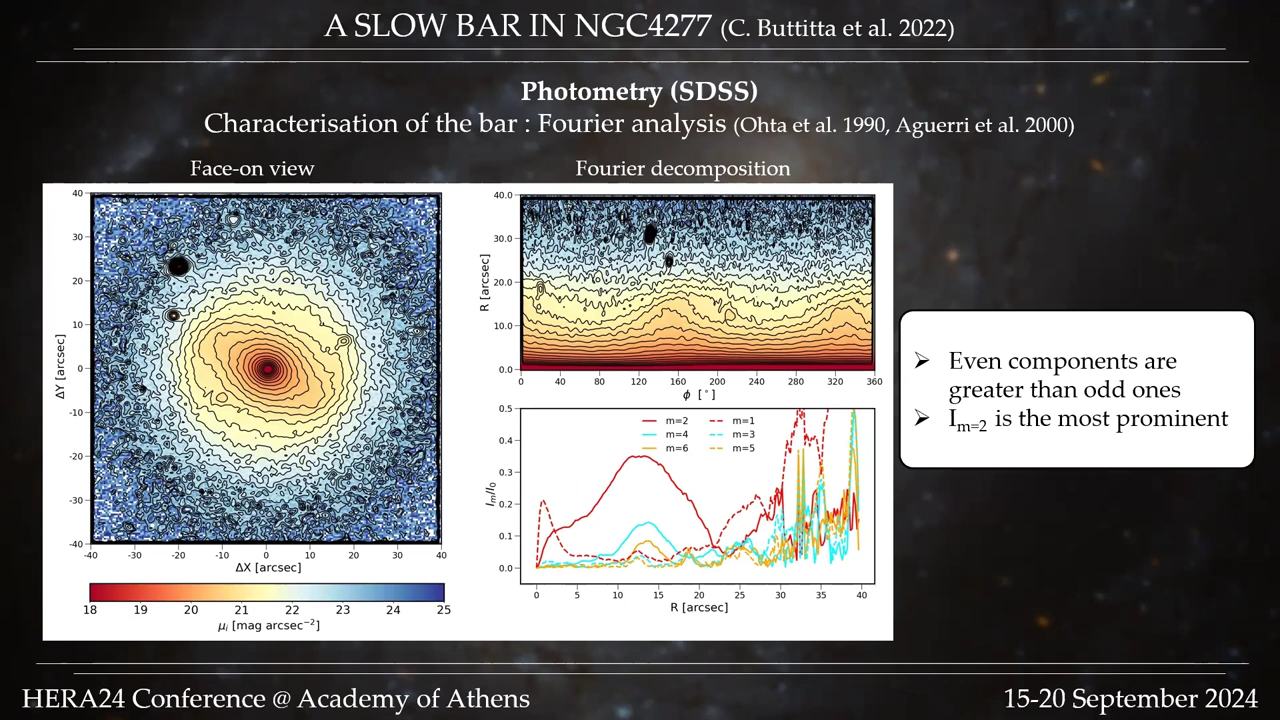 A SLOW BAR IN NGC4277 (C. Buttitta et al. 2022)
Photometry (SDSS)
Characterisation of the bar : Fourier analysis (Ohta et al. 1990, Aguerri et al. 2000)
Face-on view
40
30
20
10
0
-10
-20
-30
-40
ΔY [arcsec]
-40 -30 -20 -10 0 10 20 30 40
ΔX [arcsec]
18 19 20 21 22 23 24 25
μi [mag arcsec−2]
Fourier decomposition
40.0
30.0
20.0
10.0
0.0
R [arcsec]
0 40 80 120 160 200 240 280 320 360
ϕ [°]
0.5
0.4
0.3
0.2
0.1
0.0
Im/I0
m=2 m=1
m=4 m=3
m=6 m=5
0 5 10 15 20 25 30 35 40
R [arcsec]
➢ Even components are
greater than odd ones
➢ Im=2 is the most prominent
HERA24 Conference @ Academy of Athens
15-20 September 2024